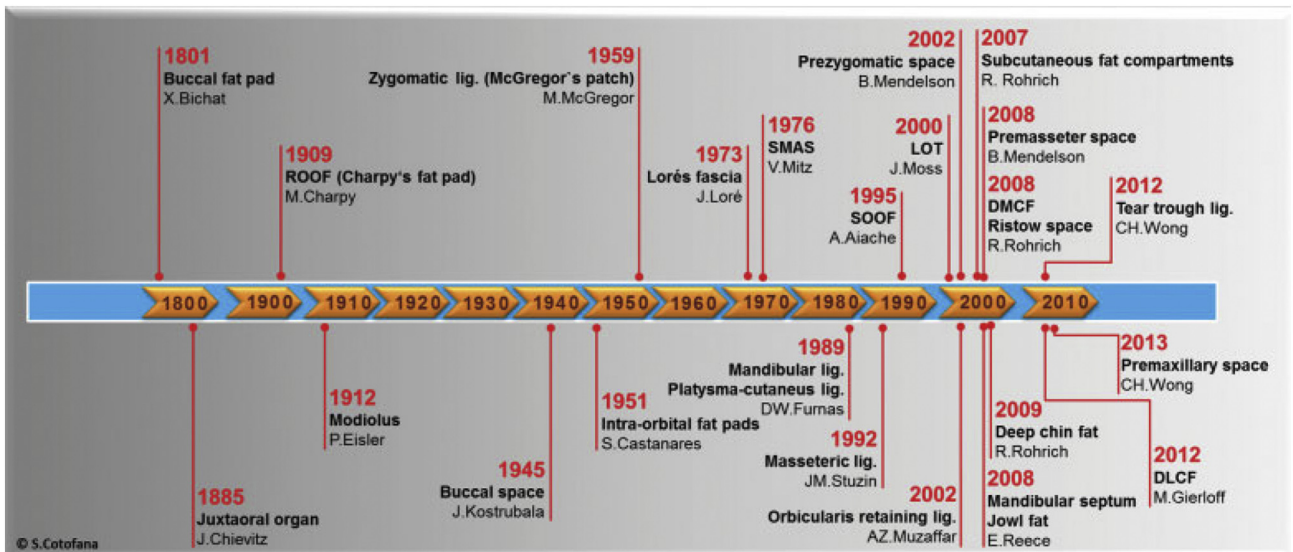 1801
Buccal fat pad
X.Bichat
1909
ROOF (Charpy's fat pad)
M.Charpy
1959
Zygomatic lig. (McGregor`s patch)
M.McGregor
1973
Lorés fascia
J.Loré
1976
SMAS
V.Mitz
1995
SOOF
A.Aiache
2000
LOT
J.Moss
2002
Prezygomatic space
B.Mendelson
2007
Subcutaneous fat compartments
R. Rohrich
2008
Premasseter space
B.Mendelson
2008
DMCF
Ristow space
R.Rohrich
2012
Tear trough lig.
CH.Wong
1800 1900 1910 1920 1930 1940 1950 1960 1970 1980 1990 2000 2010
1885
Juxtaoral organ
J.Chievitz
1912
Modiolus
P.Eisler
1945
Buccal space
J.Kostrubala
1951
Intra-orbital fat pads
S.Castanares
1989
Mandibular lig.
Platysma-cutaneus lig.
DW.Furnas
1992
Masseteric lig.
JM.Stuzin
2002
Orbicularis retaining lig.
AZ.Muzaffar
2009
Deep chin fat
R.Rohrich
2008
Mandibular septum
Jowl fat
E.Reece
2013
Premaxillary space
CH.Wong
2012
DLCF
M.Gierloff
© S.Cotofana